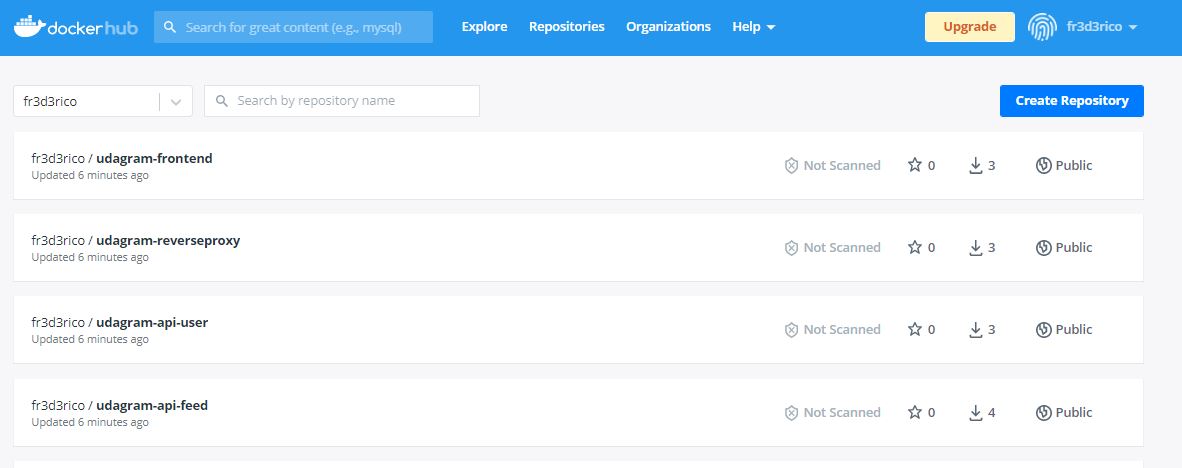 docker hub Search for great content (e.g., mysql) Explore Repositories Organizations Help Upgrade fr3d3rico
fr3d3rico Search by repository name Create Repository
fr3d3rico / udagram-frontend
Updated 6 minutes ago
Not Scanned 0 3 Public
fr3d3rico / udagram-reverseproxy
Updated 6 minutes ago
Not Scanned 0 3 Public
fr3d3rico / udagram-api-user
Updated 6 minutes ago
Not Scanned 0 3 Public
fr3d3rico / udagram-api-feed
Updated 6 minutes ago
Not Scanned 0 4 Public